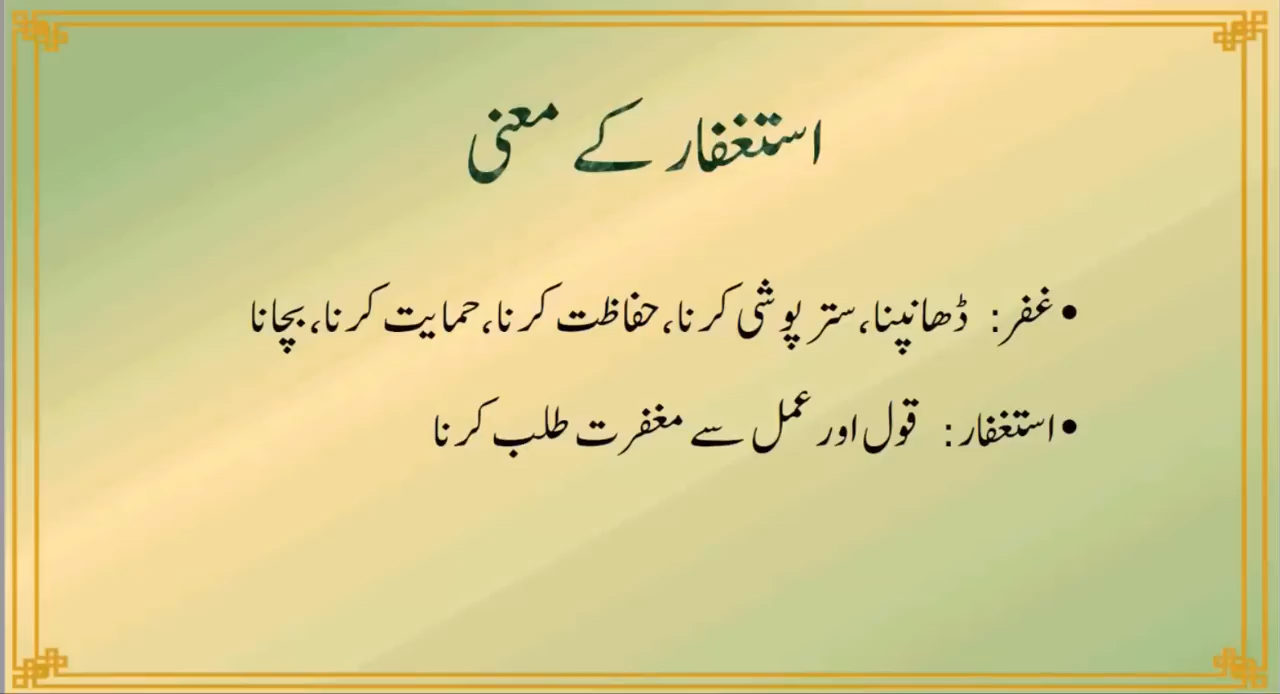 استغفار کے معنی
• غفر: ڈھانپنا، ستر پوشی کرنا، حفاظت کرنا، حمایت کرنا، بچانا
• استغفار: قول اور عمل سے مغفرت طلب کرنا